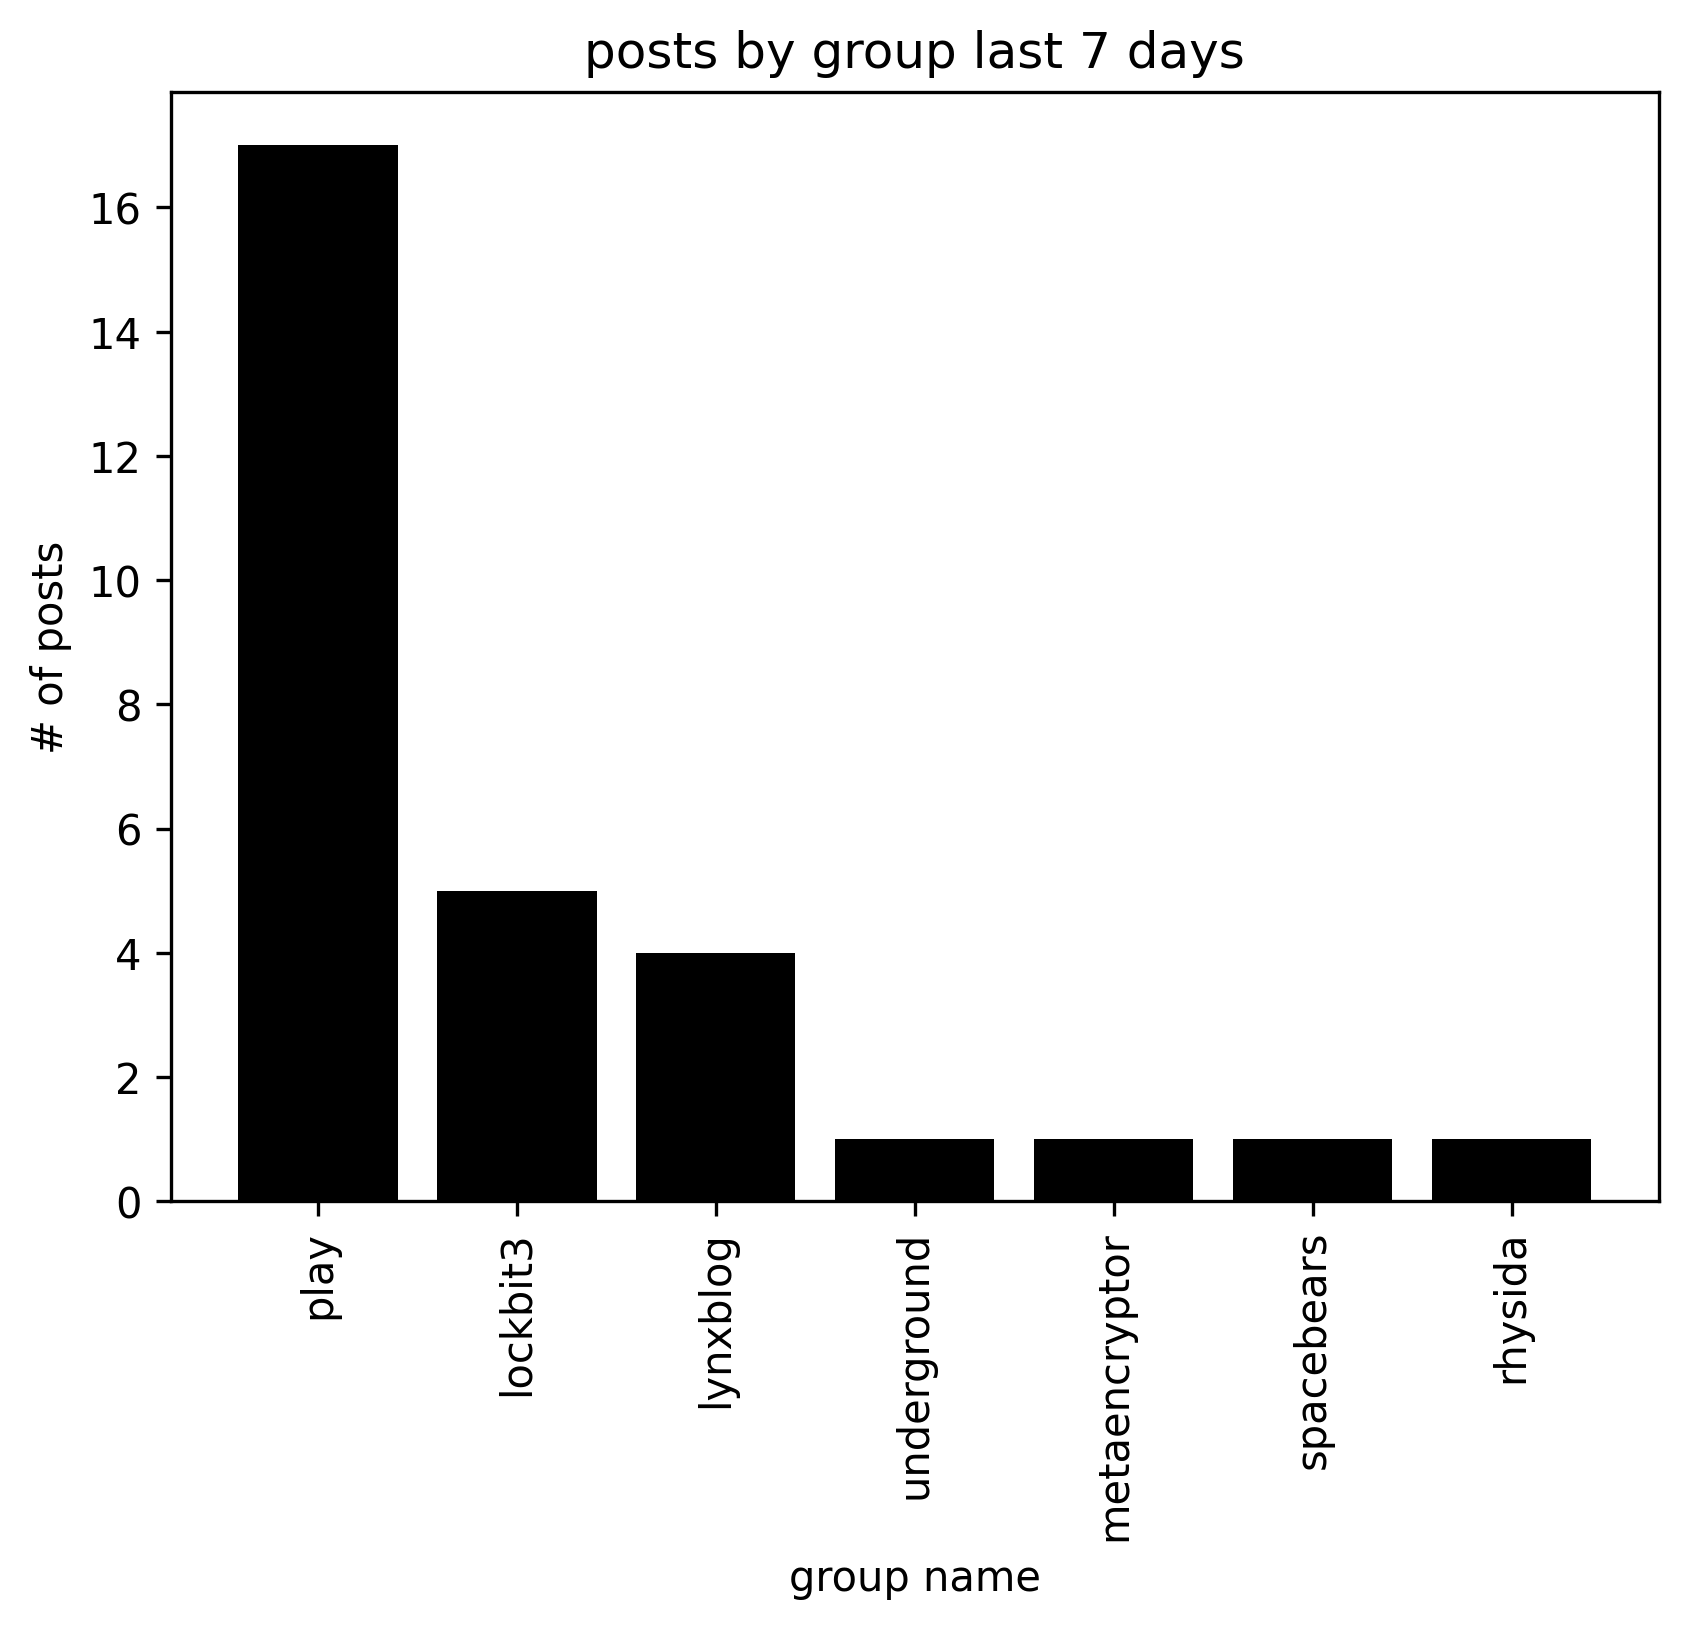 posts by group last 7 days
# of posts
16
14
12
10
8
6
4
2
0
play
lockbit3
lynxblog
underground
metaencryptor
spacebears
rhysida
group name